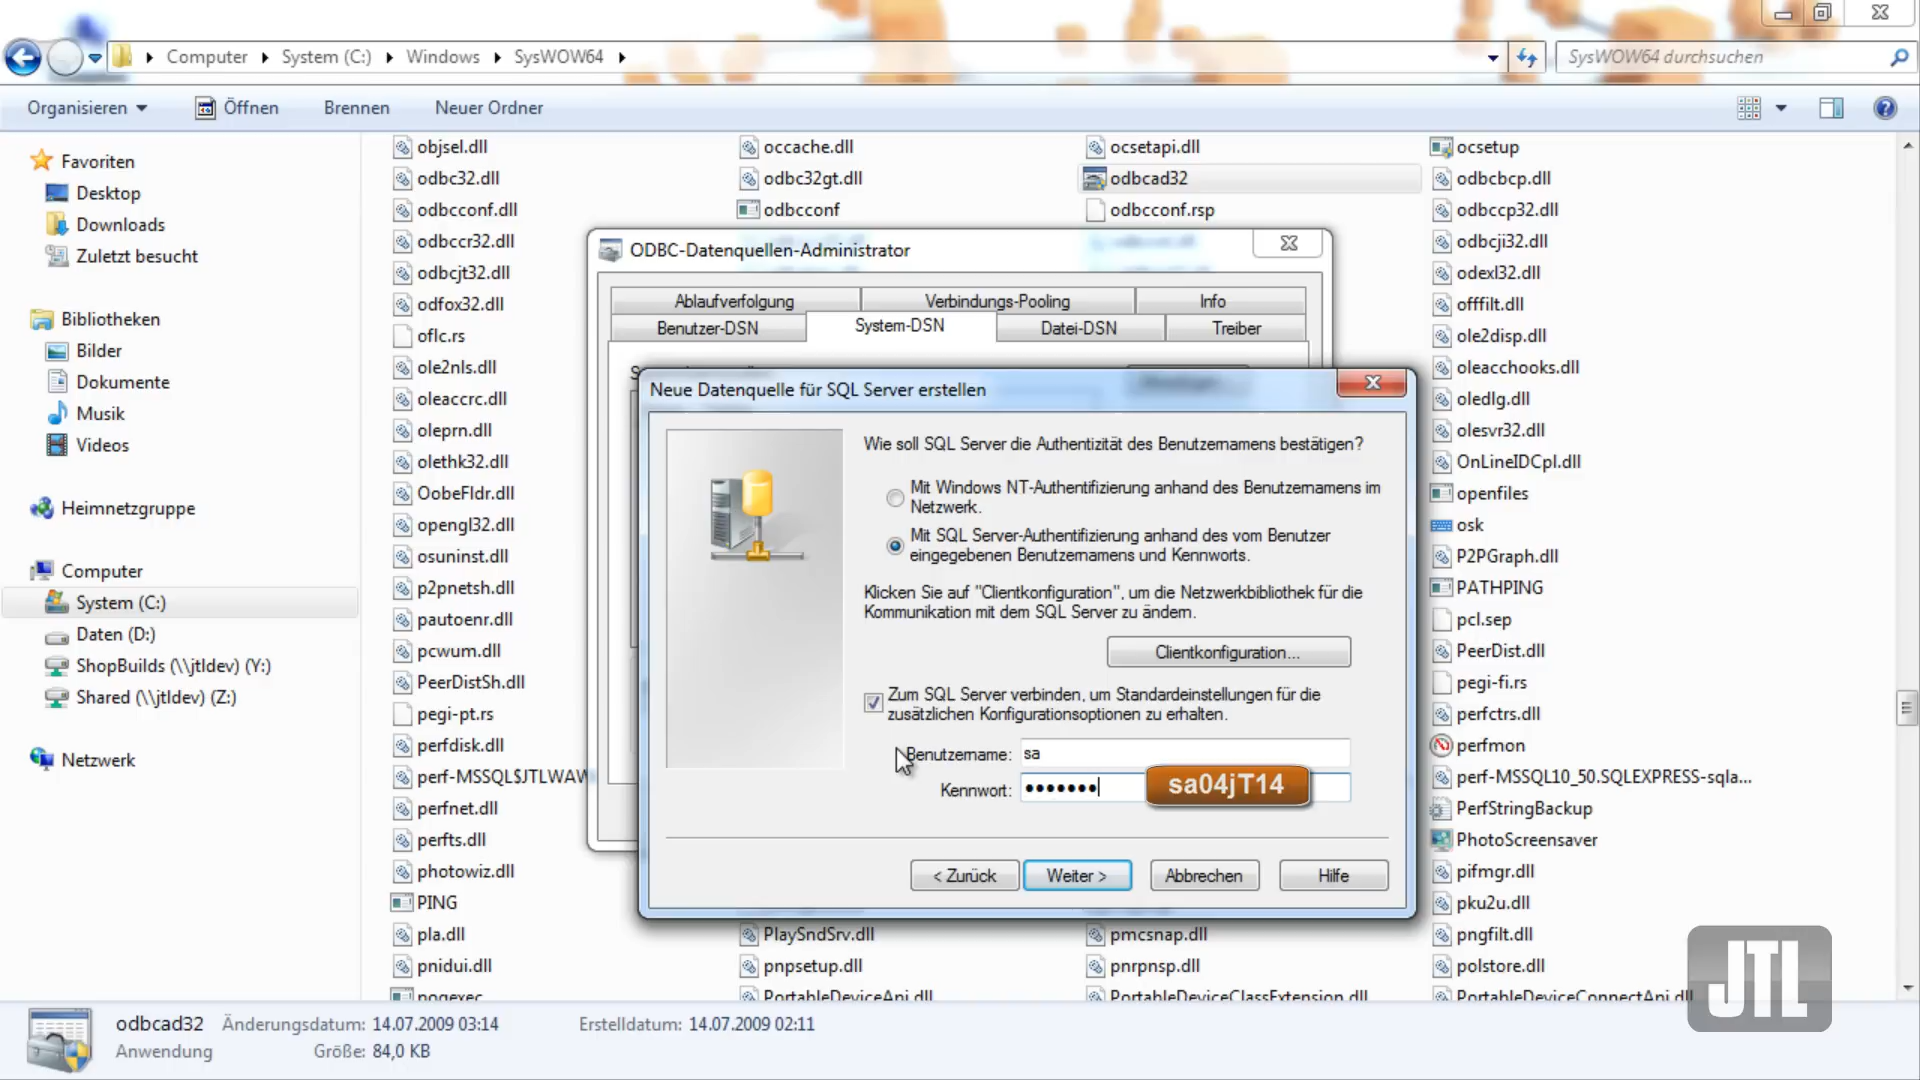 Computer
System (C:)
Windows
SysWOW64
SysWOW64 durchsuchen
Organisieren
Öffnen
Brennen
Neuer Ordner
Favoriten
Desktop
Downloads
Zuletzt besucht
Bibliotheken
Bilder
Dokumente
Musik
Videos
Heimnetzgruppe
Computer
System (C:)
Daten (D:)
ShopBuilds (\\jtldev) (Y:)
Shared (\\jtldev) (Z:)
Netzwerk
objsel.dll
odbc32.dll
odbcconf.dll
odbccr32.dll
odbcjt32.dll
odfox32.dll
oflc.rs
ole2nls.dll
oleaccrc.dll
oleprn.dll
olethk32.dll
OobeFldr.dll
opengl32.dll
osuninst.dll
p2pnetsh.dll
pautoenr.dll
pcwum.dll
PeerDistSh.dll
pegi-pt.rs
perfdisk.dll
perf-MSSQL$JTLWAW
perfnet.dll
perfts.dll
photowiz.dll
PING
pla.dll
pnidui.dll
pogexec
occache.dll
odbc32gt.dll
odbcconf
PlaySndSrv.dll
pnpsetup.dll
PortableDeviceApi.dll
ocsetapi.dll
odbcad32
odbcconf.rsp
pmcsnap.dll
pnrpnsp.dll
PortableDeviceClassExtension.dll
ocsetup
odbcbcp.dll
odbccp32.dll
odbcji32.dll
odexl32.dll
offfilt.dll
ole2disp.dll
oleacchooks.dll
oledlg.dll
olesvr32.dll
OnLineIDCpl.dll
openfiles
osk
P2PGraph.dll
PATHPING
pcl.sep
PeerDist.dll
pegi-fi.rs
perfctrs.dll
perfmon
perf-MSSQL10_50.SQLEXPRESS-sqla...
PerfStringBackup
PhotoScreensaver
pifmgr.dll
pku2u.dll
pngfilt.dll
polstore.dll
PortableDeviceConnectApi.dll
ODBC-Datenquellen-Administrator
Ablaufverfolgung
Verbindungs-Pooling
Info
Benutzer-DSN
System-DSN
Datei-DSN
Treiber
Neue Datenquelle für SQL Server erstellen
Wie soll SQL Server die Authentizität des Benutzernamens bestätigen?
Mit Windows NT-Authentifizierung anhand des Benutzernamens im
Netzwerk.
Mit SQL Server-Authentifizierung anhand des vom Benutzer
eingegebenen Benutzernamens und Kennworts.
Klicken Sie auf "Clientkonfiguration", um die Netzwerkbibliothek für die
Kommunikation mit dem SQL Server zu ändern.
Clientkonfiguration...
Zum SQL Server verbinden, um Standardeinstellungen für die
zusätzlichen Konfigurationsoptionen zu erhalten.
Benutzername: sa
Kennwort: •••••••
sa04jT14
< Zurück
Weiter >
Abbrechen
Hilfe
JTL
odbcad32
Änderungsdatum: 14.07.2009 03:14
Erstelldatum: 14.07.2009 02:11
Anwendung
Größe: 84,0 KB